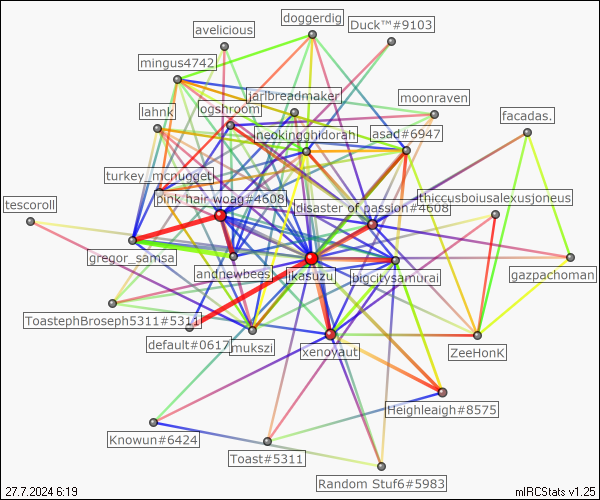 doggerdig
Duck™#9103
avelicious
mingus4742
jarlbreadmaker
moonraven
lahnk
logshroom
facadas.
neokingghidorah
asad#6947
turkey_mcnugget
pink hair woag#4608
thiccusboiusalexusjoneus
disaster of passion#4608
tescoroll
gregor_samsa
andnewbees
jkasuzu
bigcitysamurai
gazpachoman
ToastephBroseph5311#5311
default#0617
mukszi
xenoyaut
ZeeHonK
Heighleaigh#8575
Knowun#6424
Toast#5311
Random Stuf6#5983
27.7.2024 6:19
mIRCStats v1.25